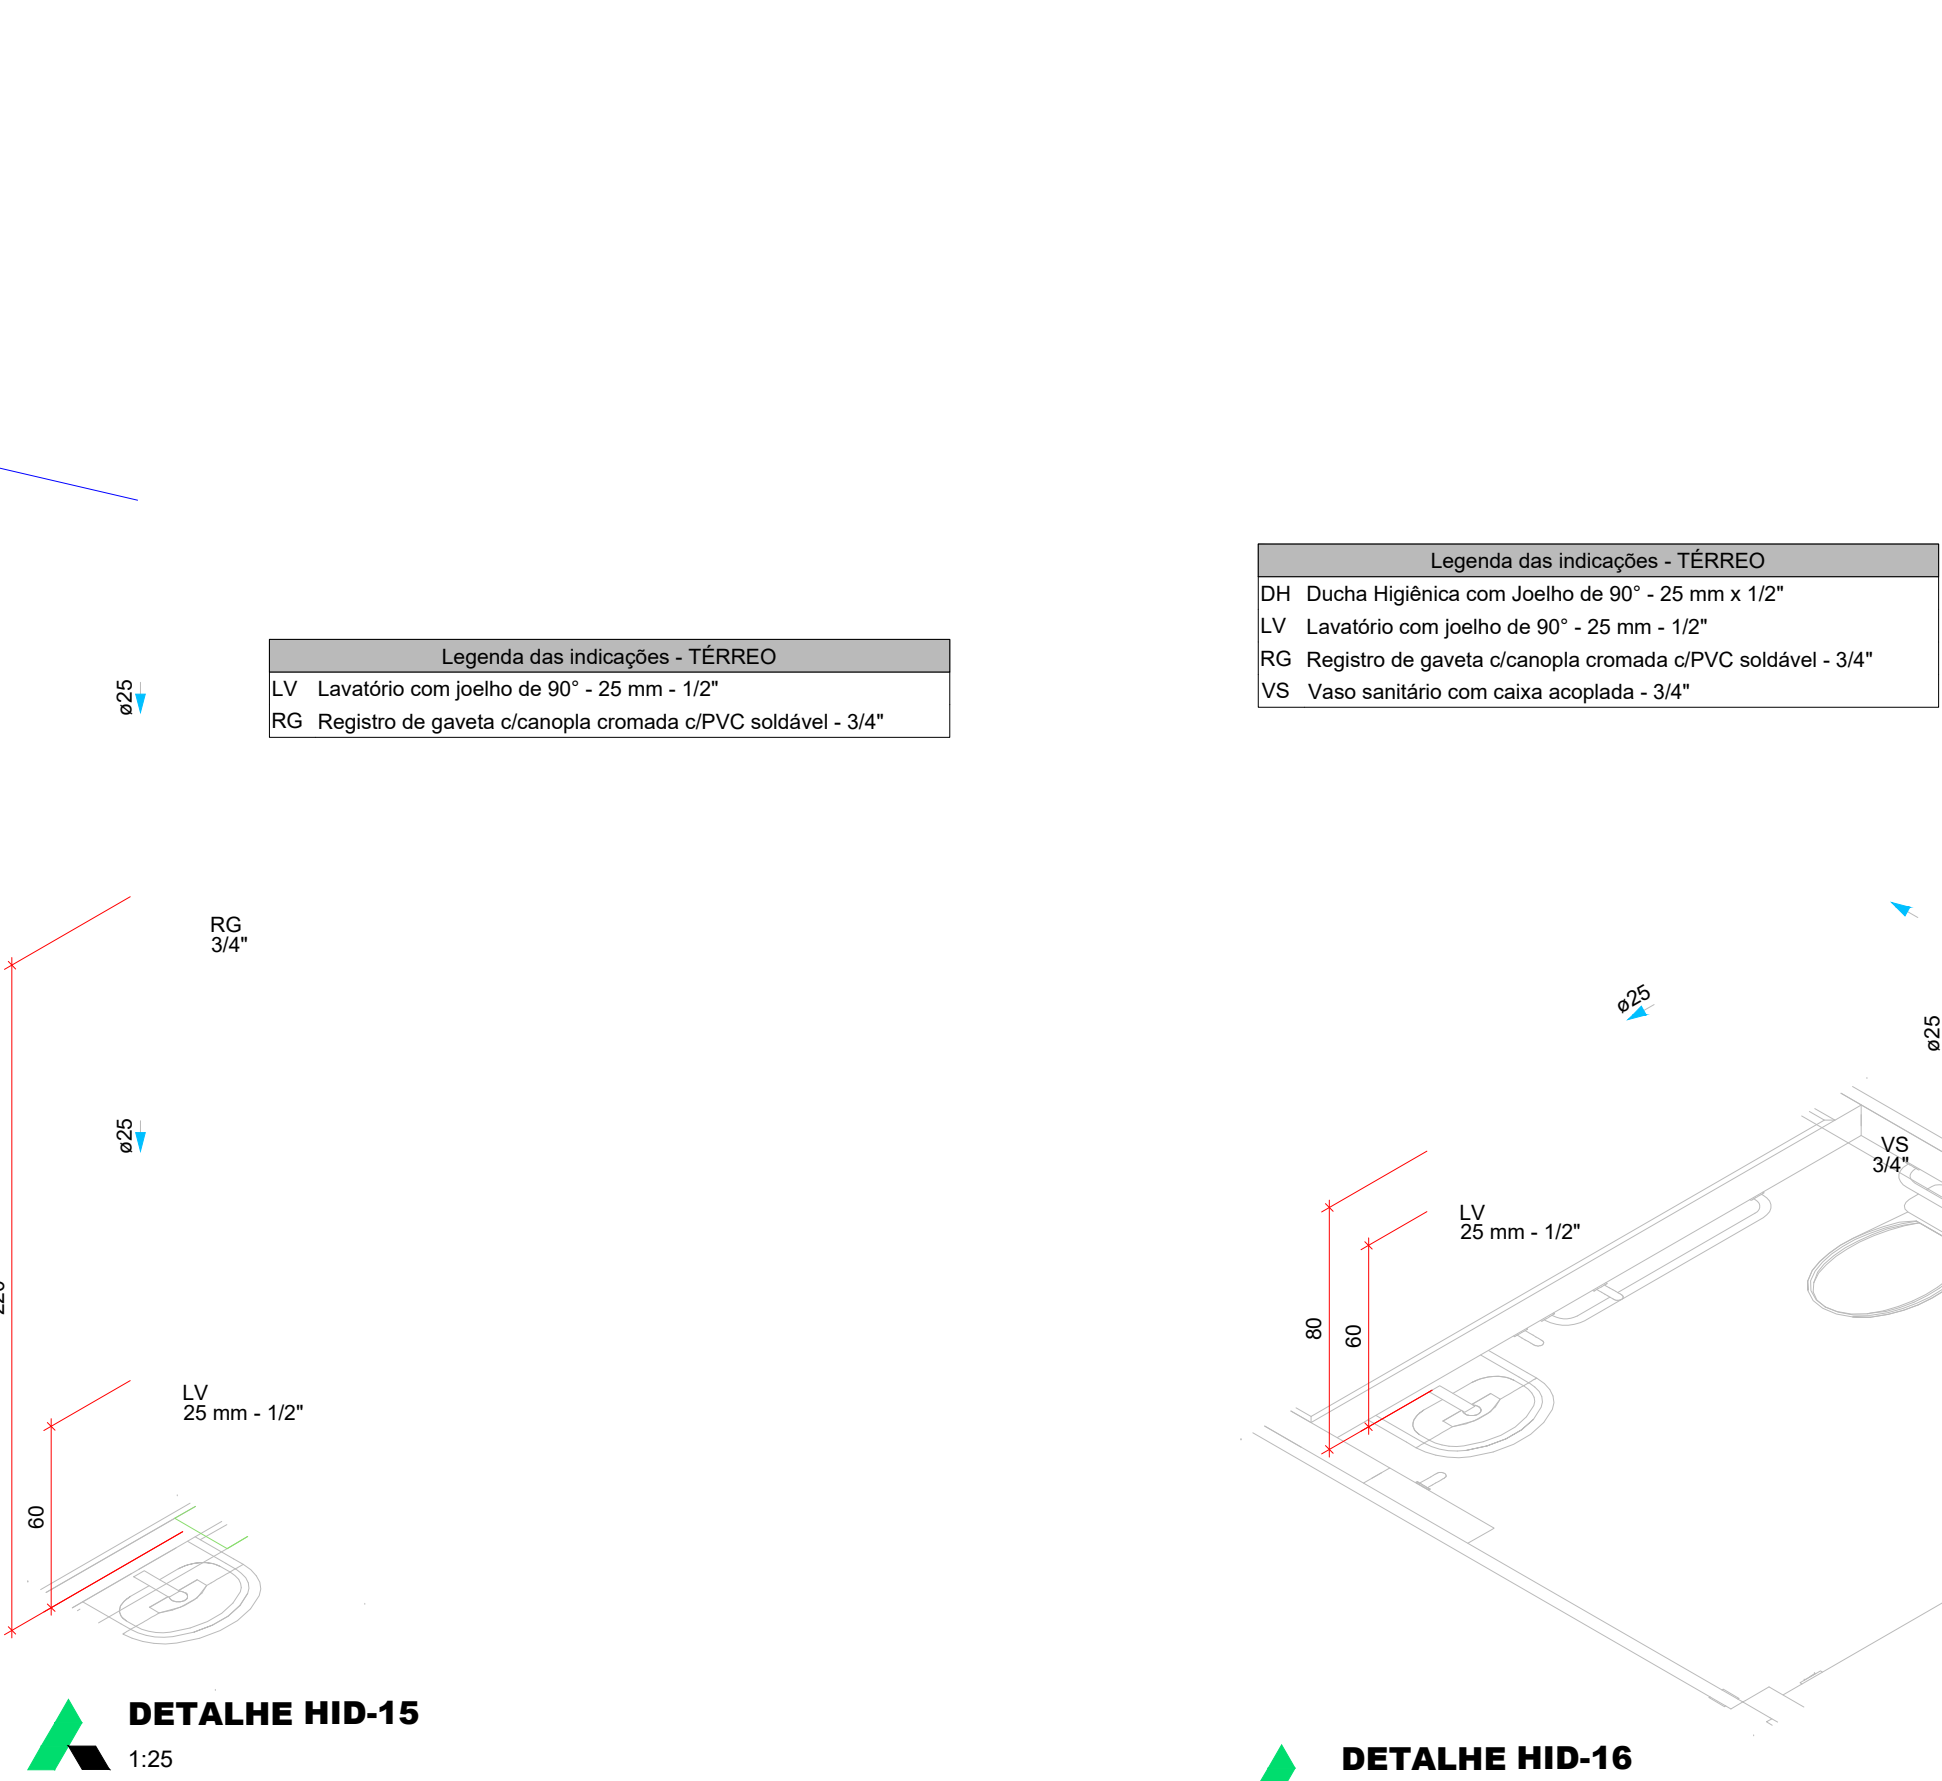 Legenda das indicações - TÉRREO
DH Ducha Higiênica com Joelho de 90° - 25 mm x 1/2"
LV Lavatório com joelho de 90° - 25 mm - 1/2"
RG Registro de gaveta c/canopla cromada c/PVC soldável - 3/4"
VS Vaso sanitário com caixa acoplada - 3/4"
Legenda das indicações - TÉRREO
LV Lavatório com joelho de 90° - 25 mm - 1/2"
RG Registro de gaveta c/canopla cromada c/PVC soldável - 3/4"
ø25
RG
3/4"
ø25
ø25
ø25
VS
3/4"
LV
25 mm - 1/2"
80
60
LV
25 mm - 1/2"
60
DETALHE HID-15
1:25
DETALHE HID-16